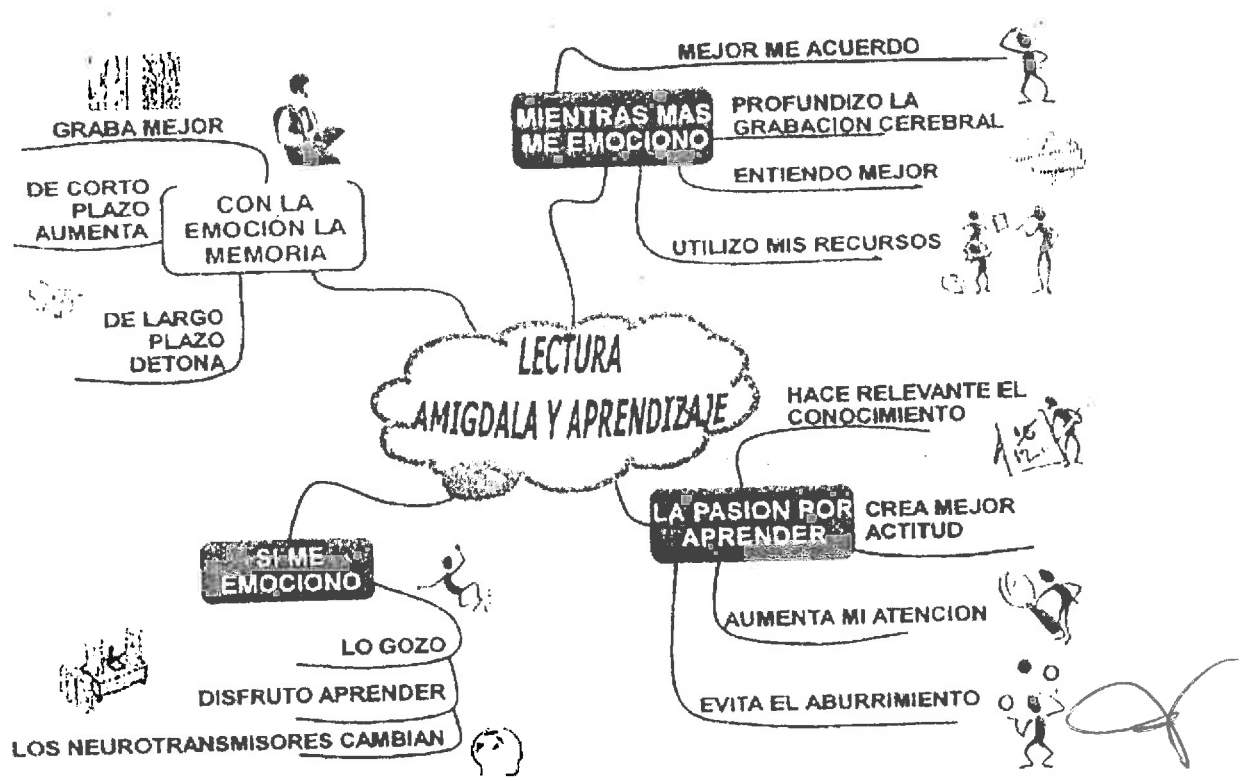 LECTURA
AMIGDALA Y APRENDIZAJE
MIENTRAS MAS
ME EMOCIONO
MEJOR ME ACUERDO
PROFUNDIZO LA
GRABACION CEREBRAL
ENTIENDO MEJOR
UTILIZO MIS RECURSOS
LA PASION POR
APRENDER
HACE RELEVANTE EL
CONOCIMIENTO
CREA MEJOR
ACTITUD
AUMENTA MI ATENCION
EVITA EL ABURRIMIENTO
SI ME
EMOCIONO
LO GOZO
DISFRUTO APRENDER
LOS NEUROTRANSMISORES CAMBIAN
CON LA
EMOCIÓN LA
MEMORIA
GRABA MEJOR
DE CORTO
PLAZO
AUMENTA
DE LARGO
PLAZO
DETONA